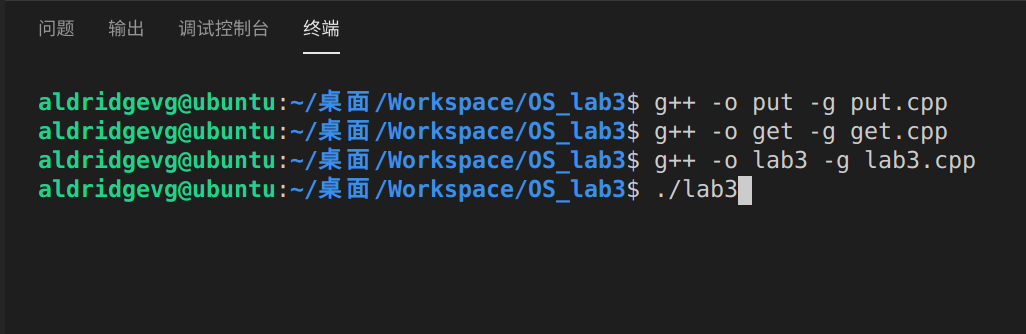 问题 输出 调试控制台 终端
aldridgevg@ubuntu:~/桌面/Workspace/OS_lab3$ g++ -o put -g put.cpp
aldridgevg@ubuntu:~/桌面/Workspace/OS_lab3$ g++ -o get -g get.cpp
aldridgevg@ubuntu:~/桌面/Workspace/OS_lab3$ g++ -o lab3 -g lab3.cpp
aldridgevg@ubuntu:~/桌面/Workspace/OS_lab3$ ./lab3